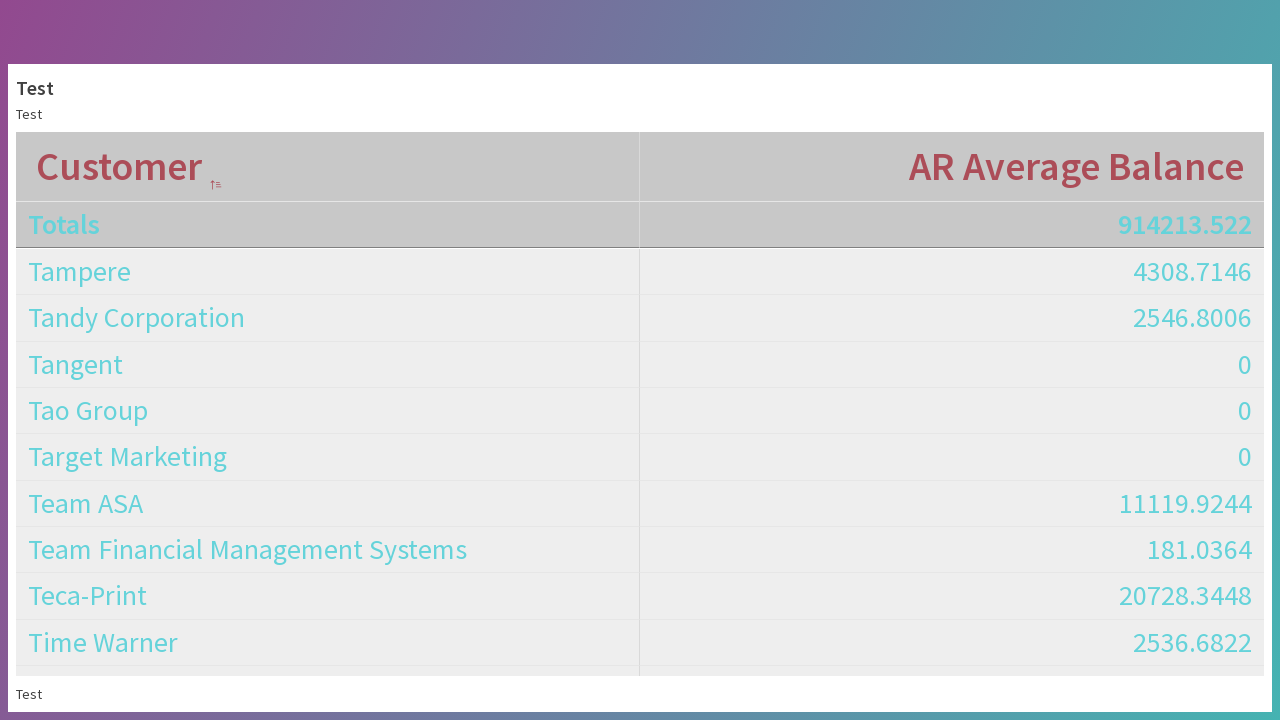 Test
Test
Customer AR Average Balance
Totals 914213.522
Tampere 4308.7146
Tandy Corporation 2546.8006
Tangent 0
Tao Group 0
Target Marketing 0
Team ASA 11119.9244
Team Financial Management Systems 181.0364
Teca-Print 20728.3448
Time Warner 2536.6822
Test